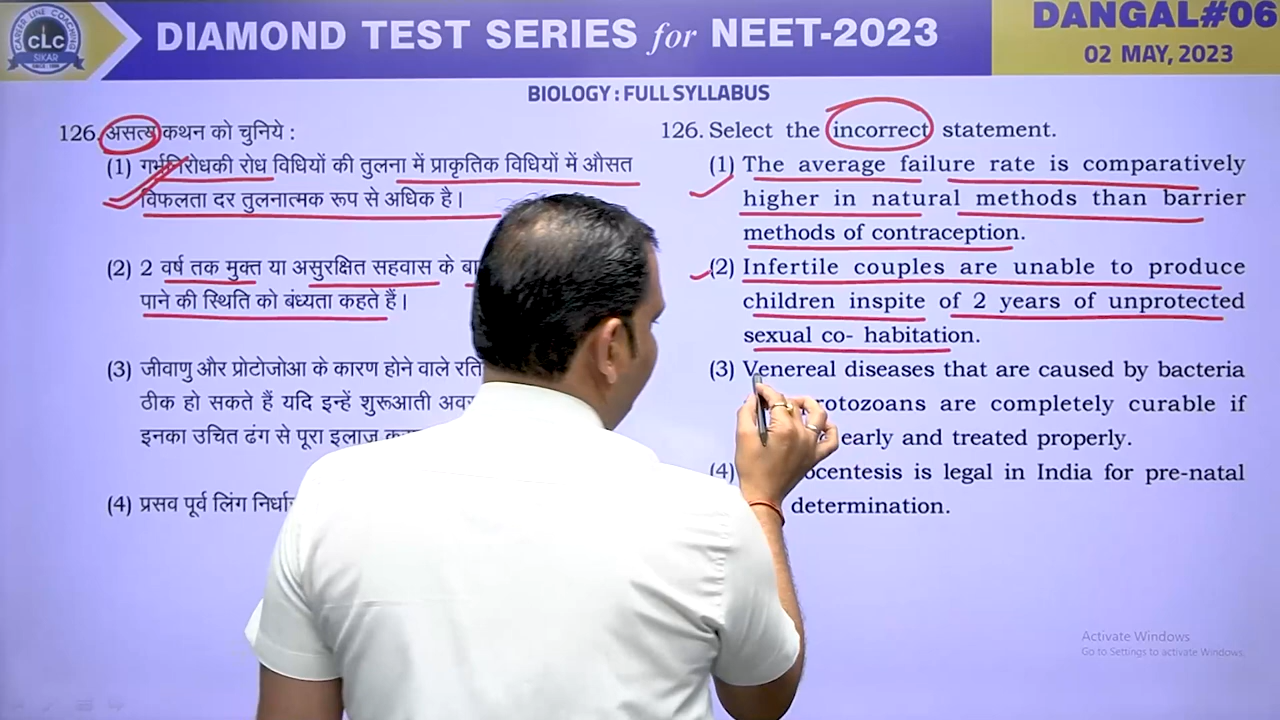 CAREER LINE COACHING
CLC
SIKAR
DIAMOND TEST SERIES for NEET-2023
DANGAL#06
02 MAY, 2023
BIOLOGY : FULL SYLLABUS
126. असत्य कथन को चुनिये :
(1) गर्भनिरोधकी रोध विधियों की तुलना में प्राकृतिक विधियों में औसत
विफलता दर तुलनात्मक रूप से अधिक है।
(2) 2 वर्ष तक मुक्त या असुरक्षित सहवास के
पाने की स्थिति को बंध्यता कहते हैं।
(3) जीवाणु और प्रोटोजोआ के कारण होने वाले
ठीक हो सकते हैं यदि इन्हें शुरूआती
इनका उचित ढंग से पूरा इलाज
(4) प्रसव पूर्व लिंग
126. Select the incorrect statement.
(1) The average failure rate is comparatively
higher in natural methods than barrier
methods of contraception.
(2) Infertile couples are unable to produce
children inspite of 2 years of unprotected
sexual co- habitation.
(3) Venereal diseases that are caused by bacteria
rotozoans are completely curable if
early and treated properly.
(4) ocentesis is legal in India for pre-natal
determination.
Activate Windows
Go to Settings to activate Windows.